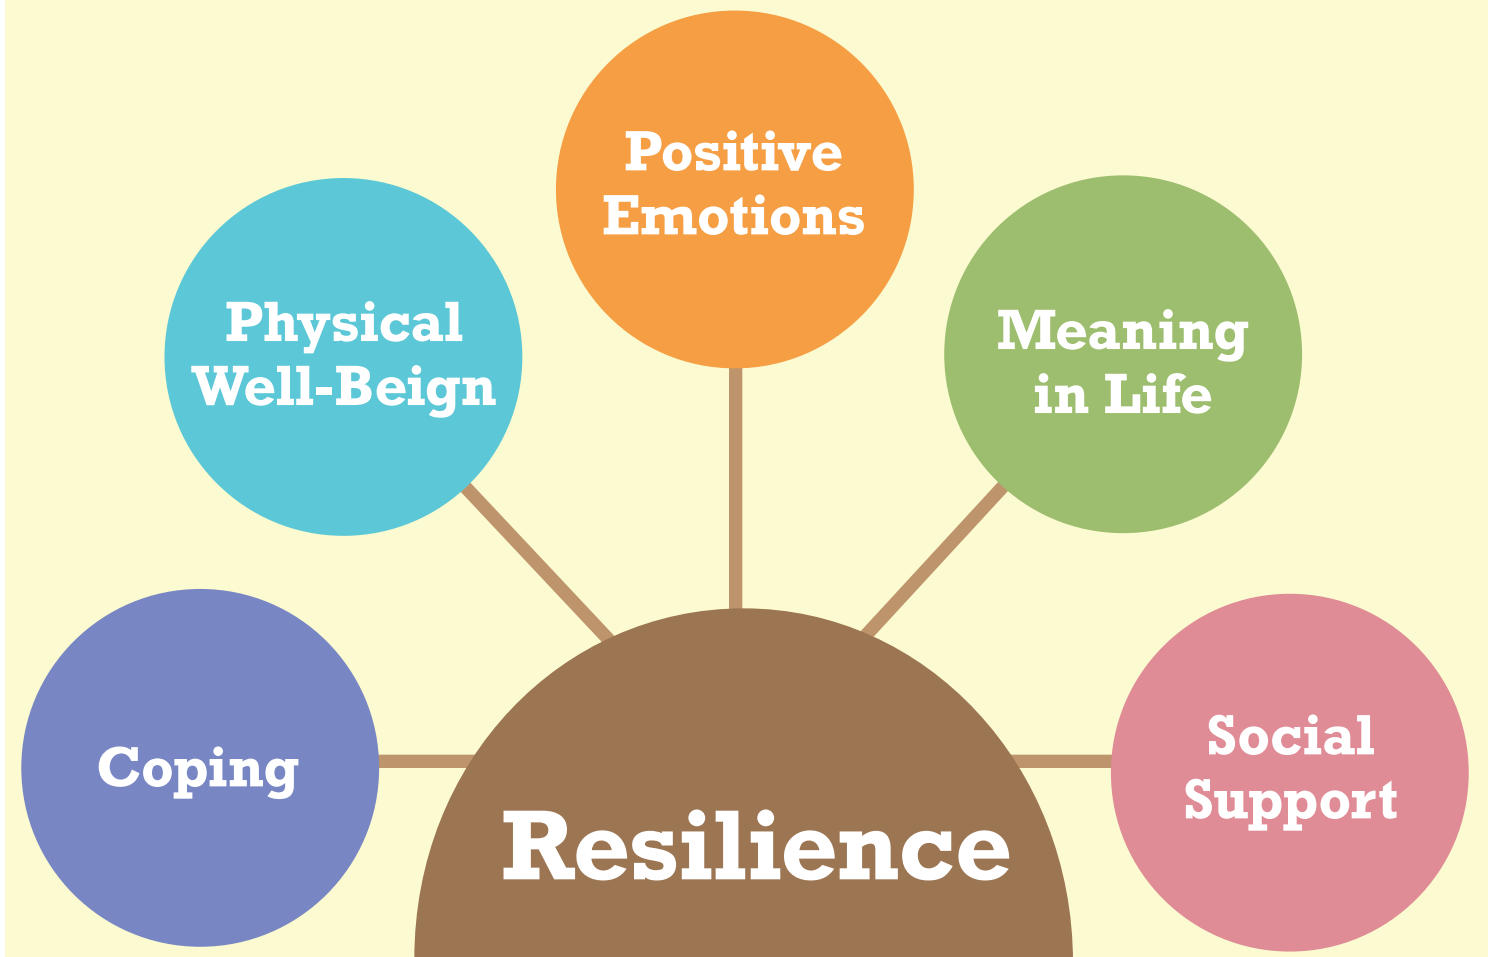 Positive
Emotions
Physical
Well-Beign
Meaning
in Life
Coping
Social
Support
Resilience